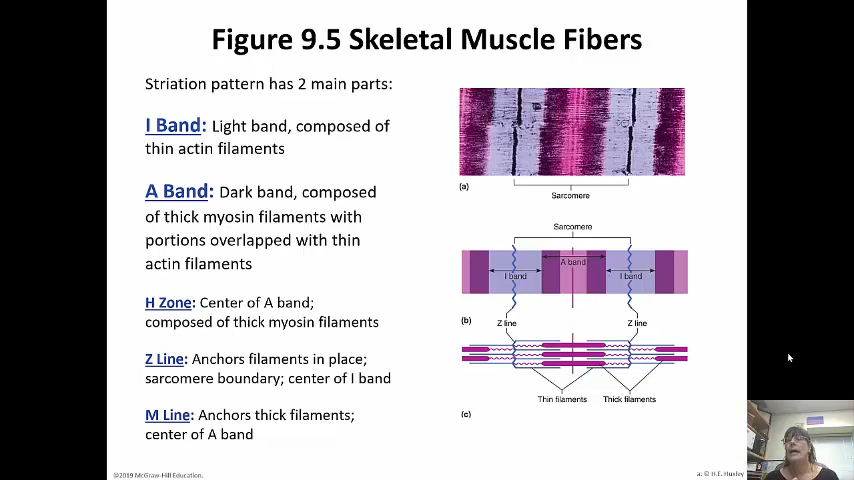 Figure 9.5 Skeletal Muscle Fibers
Striation pattern has 2 main parts:
I Band: Light band, composed of
thin actin filaments
A Band: Dark band, composed
of thick myosin filaments with
portions overlapped with thin
actin filaments
H Zone: Center of A band;
composed of thick myosin filaments
Z Line: Anchors filaments in place;
sarcomere boundary; center of I band
M Line: Anchors thick filaments;
center of A band
(a)
Sarcomere
Sarcomere
A band
I band
I band
(b)
Z line
Z line
Thin filaments
Thick filaments
(c)
©2019 McGraw-Hill Education.
a: © H.E. Huxley